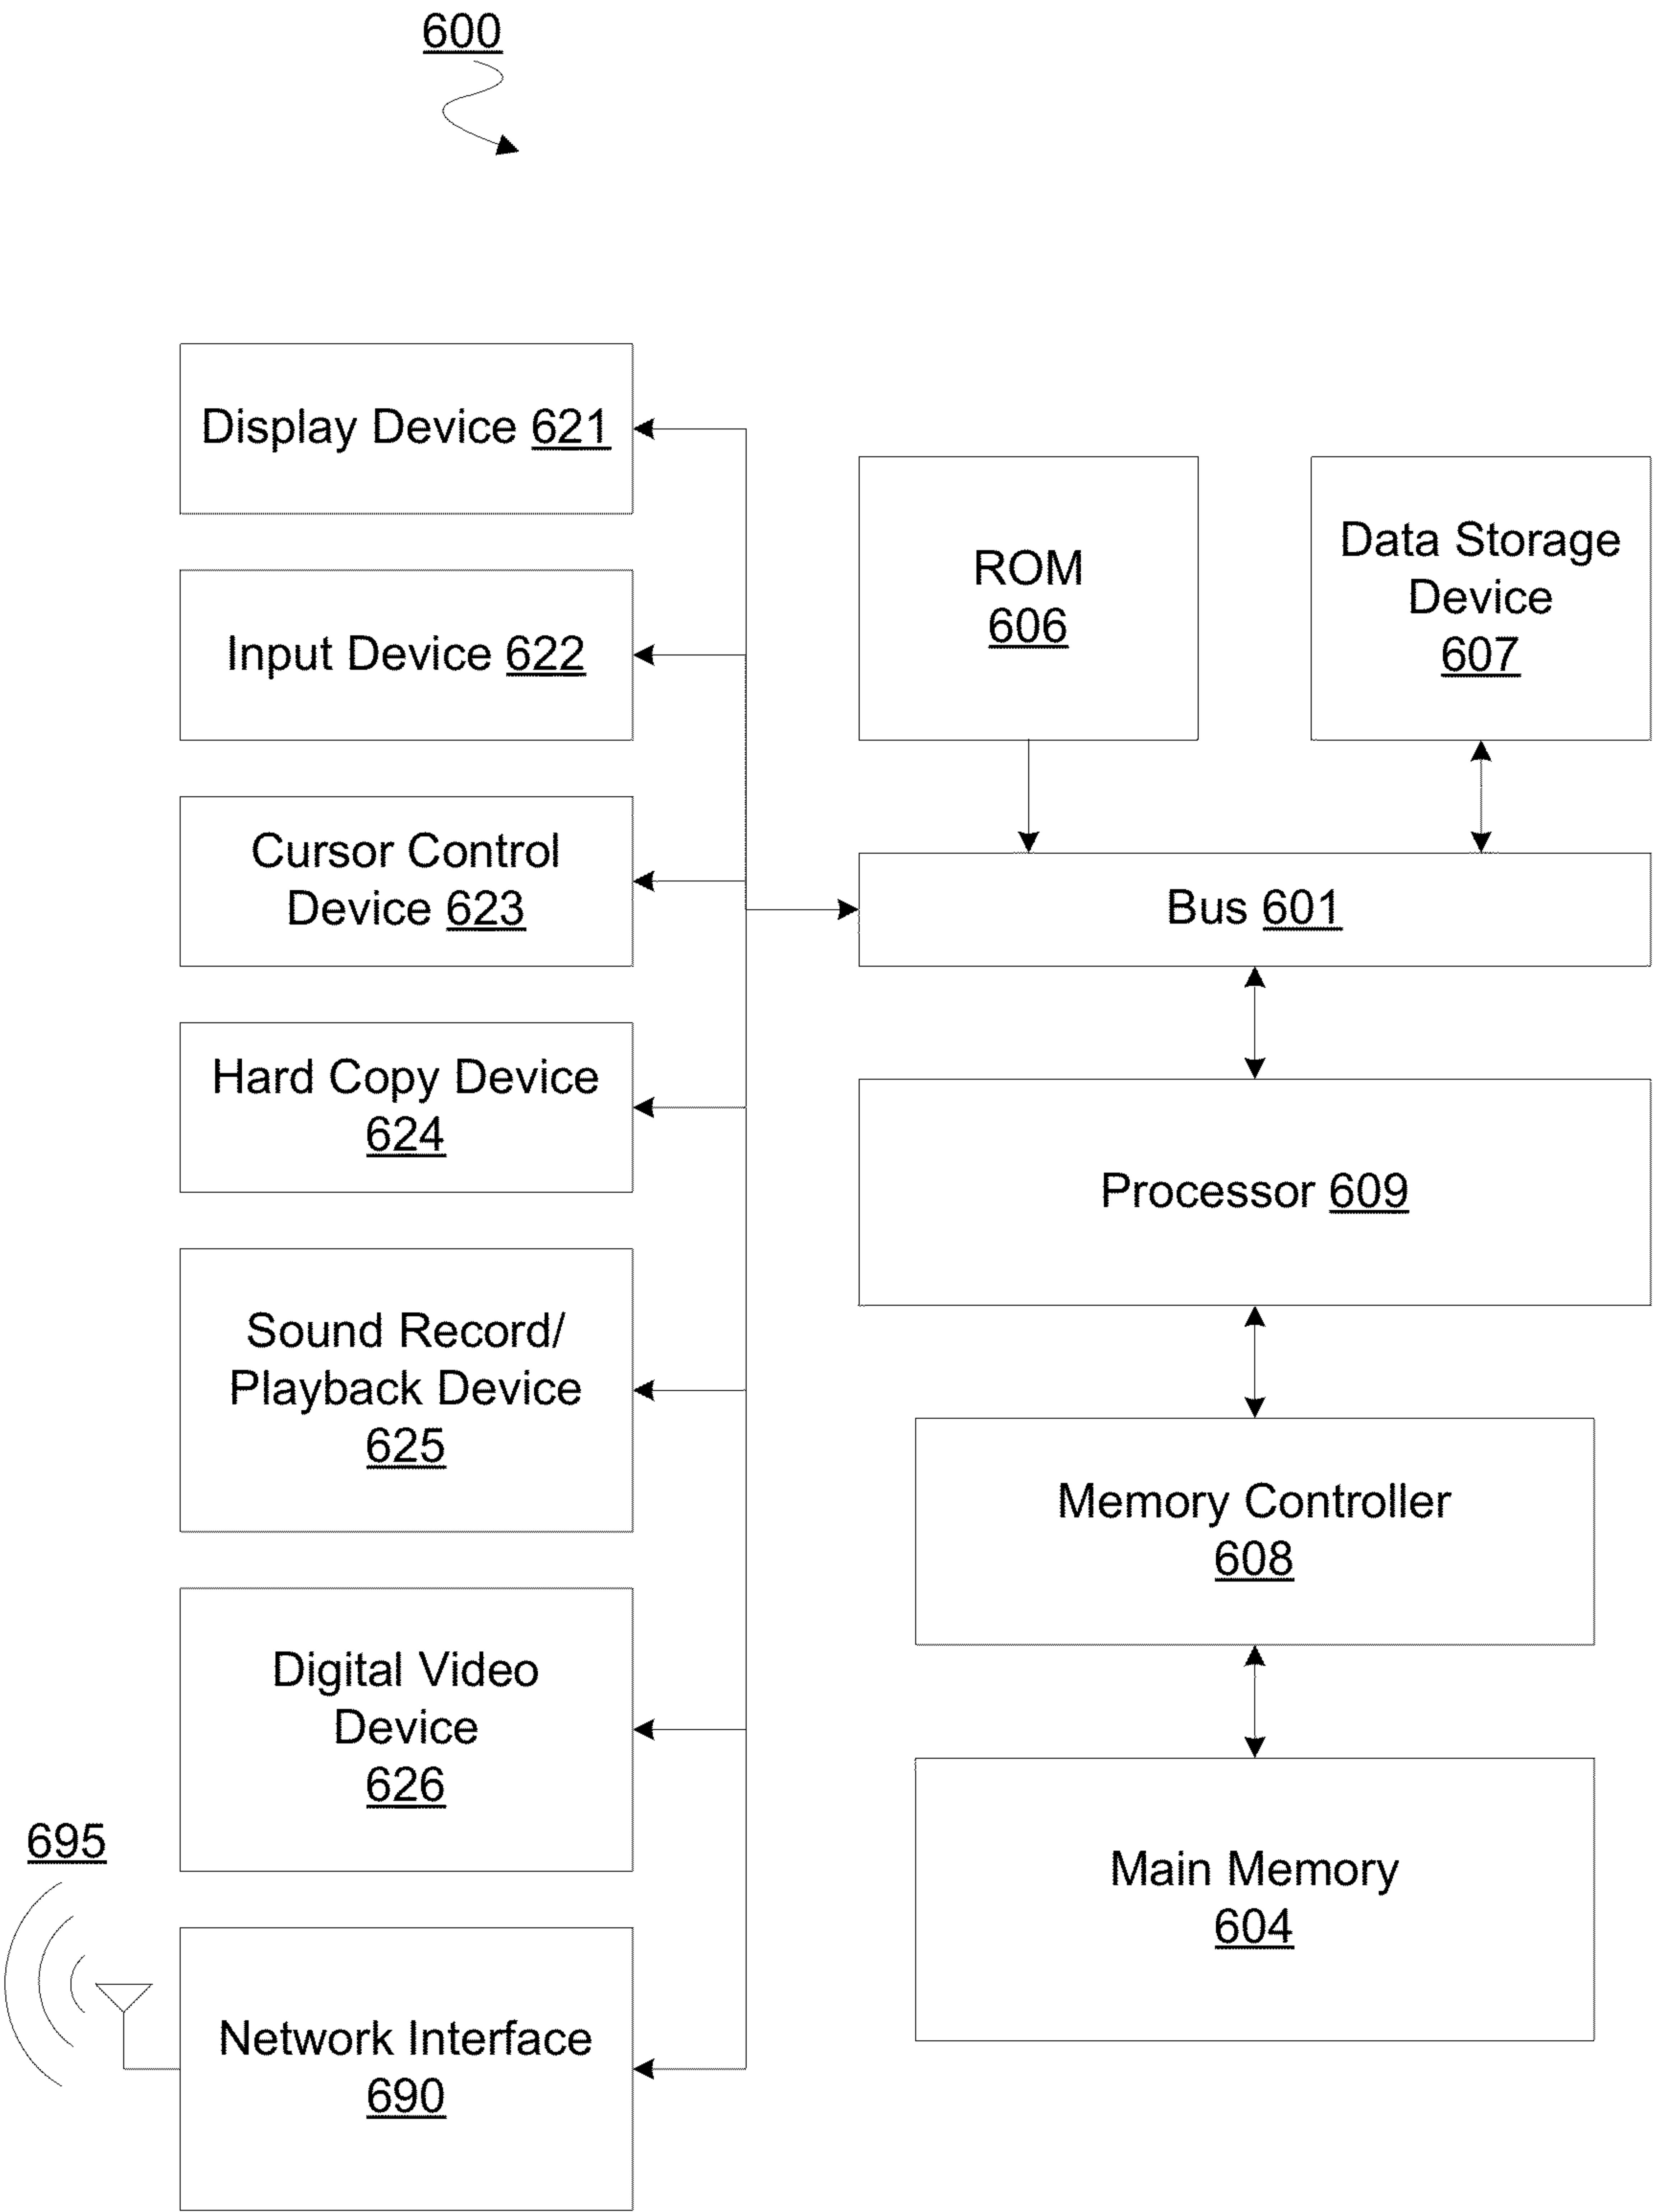 600
Display Device 621
Input Device 622
Cursor Control
Device 623
Hard Copy Device
624
Sound Record/
Playback Device
625
Digital Video
Device
626
695
Network Interface
690
ROM
606
Data Storage
Device
607
Bus 601
Processor 609
Memory Controller
608
Main Memory
604